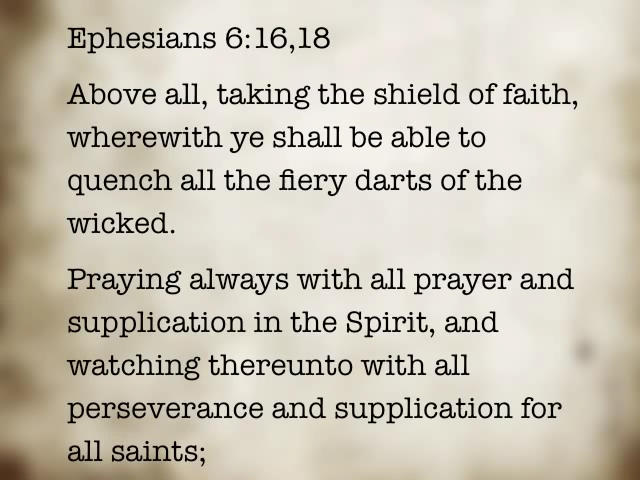 Ephesians 6:16,18
Above all, taking the shield of faith,
wherewith ye shall be able to
quench all the fiery darts of the
wicked.
Praying always with all prayer and
supplication in the Spirit, and
watching thereunto with all
perseverance and supplication for
all saints;